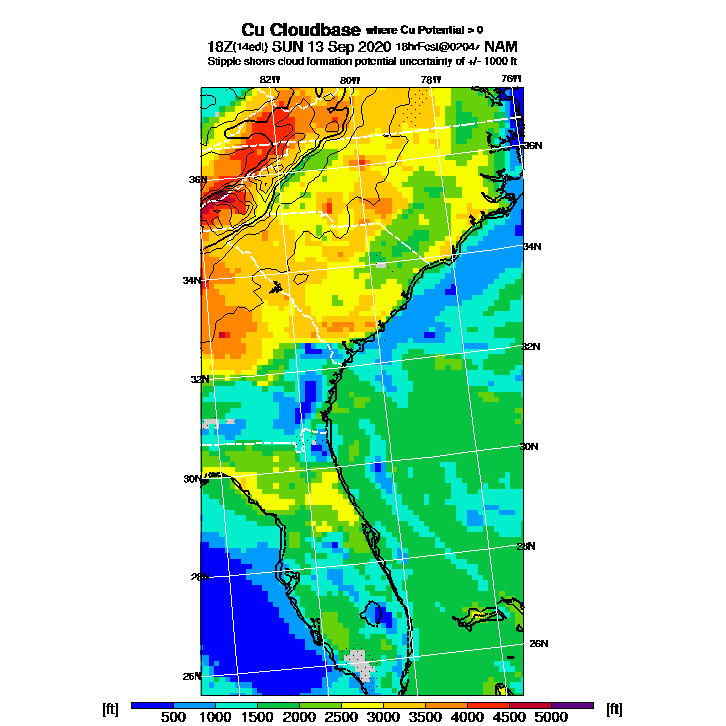 Cu Cloudbase where Cu Potential > 0
18Z(14edt) SUN 13 Sep 2020 18hrFcst@0204z NAM
Stipple shows cloud formation potential uncertainty of +/- 1000 ft
82W 80W 78W 76W
36N
36N
34N
34N
32N
32N
30N
30N
28N
28N
26N
26N
[ft] [ft]
500 1000 1500 2000 2500 3000 3500 4000 4500 5000